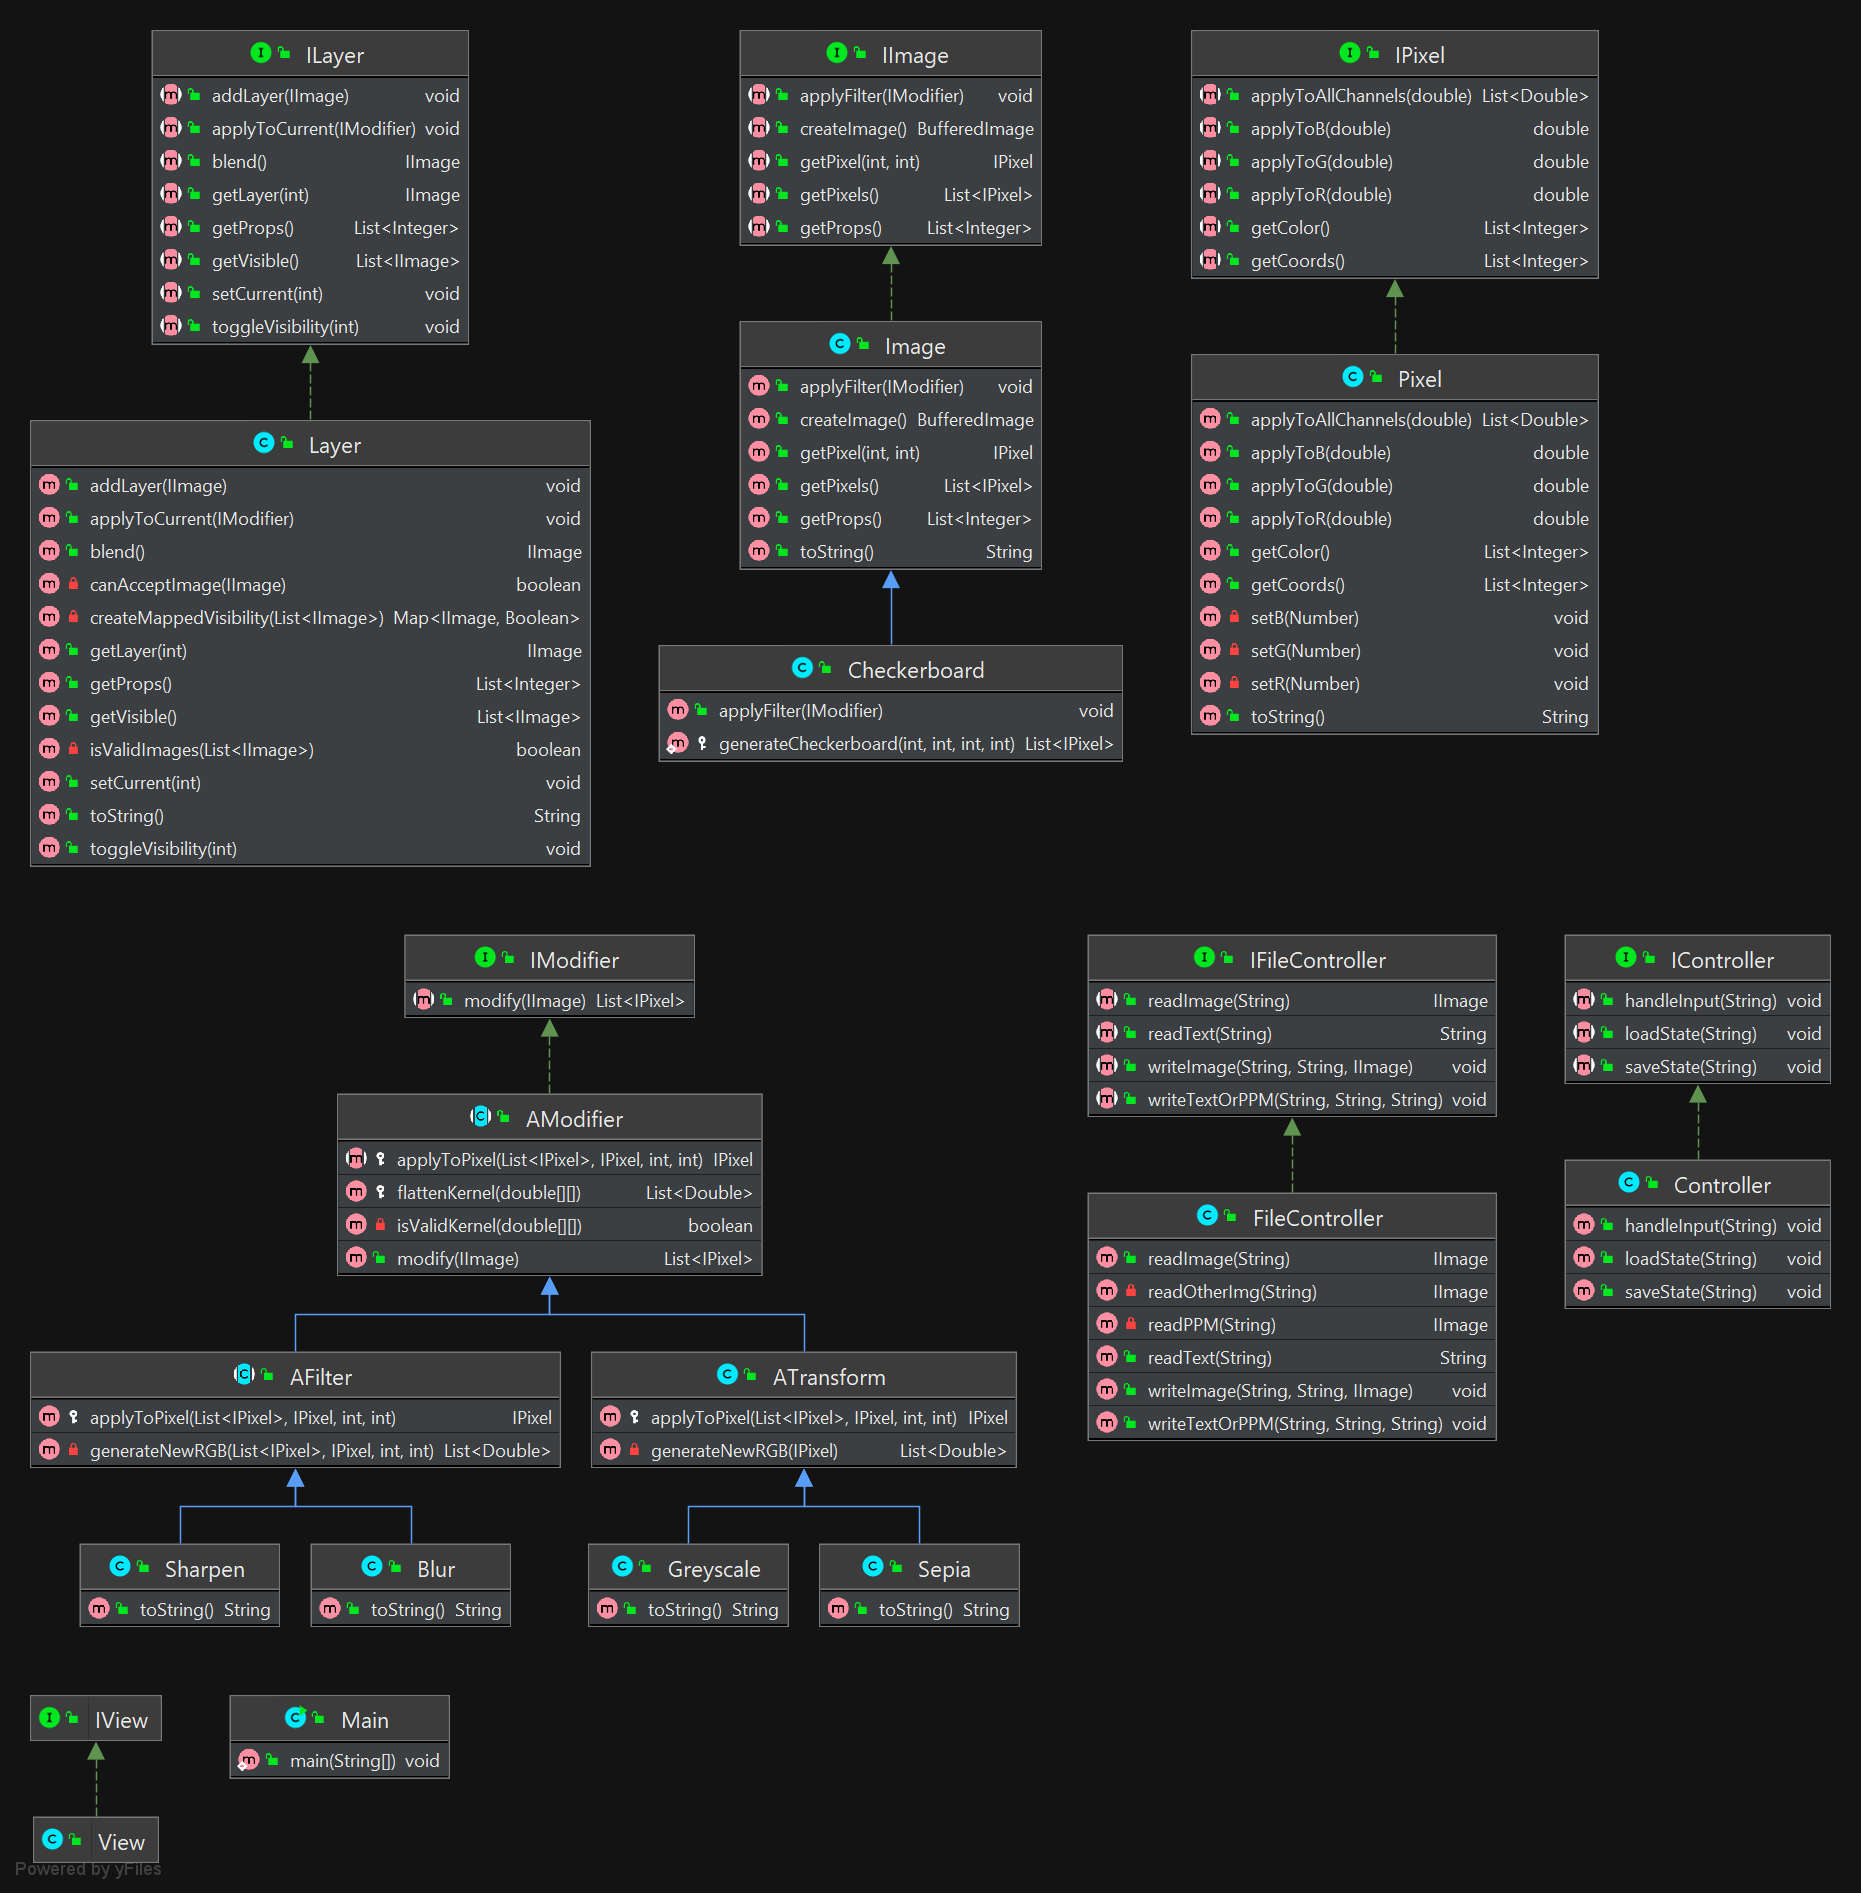 ILayer
addLayer(IImage) void
applyToCurrent(IModifier) void
blend() IImage
getLayer(int) IImage
getProps() List<Integer>
getVisible() List<IImage>
setCurrent(int) void
toggleVisibility(int) void
Layer
addLayer(IImage) void
applyToCurrent(IModifier) void
blend() IImage
canAcceptImage(IImage) boolean
createMappedVisibility(List<IImage>) Map<IImage, Boolean>
getLayer(int) IImage
getProps() List<Integer>
getVisible() List<IImage>
isValidImages(List<IImage>) boolean
setCurrent(int) void
toString() String
toggleVisibility(int) void
IImage
applyFilter(IModifier) void
createImage() BufferedImage
getPixel(int, int) IPixel
getPixels() List<IPixel>
getProps() List<Integer>
Image
applyFilter(IModifier) void
createImage() BufferedImage
getPixel(int, int) IPixel
getPixels() List<IPixel>
getProps() List<Integer>
toString() String
Checkerboard
applyFilter(IModifier) void
generateCheckerboard(int, int, int, int) List<IPixel>
IPixel
applyToAllChannels(double) List<Double>
applyToB(double) double
applyToG(double) double
applyToR(double) double
getColor() List<Integer>
getCoords() List<Integer>
Pixel
applyToAllChannels(double) List<Double>
applyToB(double) double
applyToG(double) double
applyToR(double) double
getColor() List<Integer>
getCoords() List<Integer>
setB(Number) void
setG(Number) void
setR(Number) void
toString() String
IModifier
modify(IImage) List<IPixel>
AModifier
applyToPixel(List<IPixel>, IPixel, int, int) IPixel
flattenKernel(double[][]) List<Double>
isValidKernel(double[][]) boolean
modify(IImage) List<IPixel>
AFilter
applyToPixel(List<IPixel>, IPixel, int, int) IPixel
generateNewRGB(List<IPixel>, IPixel, int, int) List<Double>
ATransform
applyToPixel(List<IPixel>, IPixel, int, int) IPixel
generateNewRGB(IPixel) List<Double>
Sharpen
toString() String
Blur
toString() String
Greyscale
toString() String
Sepia
toString() String
IFileController
readImage(String) IImage
readText(String) String
writeImage(String, String, IImage) void
writeTextOrPPM(String, String, String) void
FileController
readImage(String) IImage
readOtherImg(String) IImage
readPPM(String) IImage
readText(String) String
writeImage(String, String, IImage) void
writeTextOrPPM(String, String, String) void
IController
handleInput(String) void
loadState(String) void
saveState(String) void
Controller
handleInput(String) void
loadState(String) void
saveState(String) void
IView
View
Main
main(String[]) void
Powered by yFiles